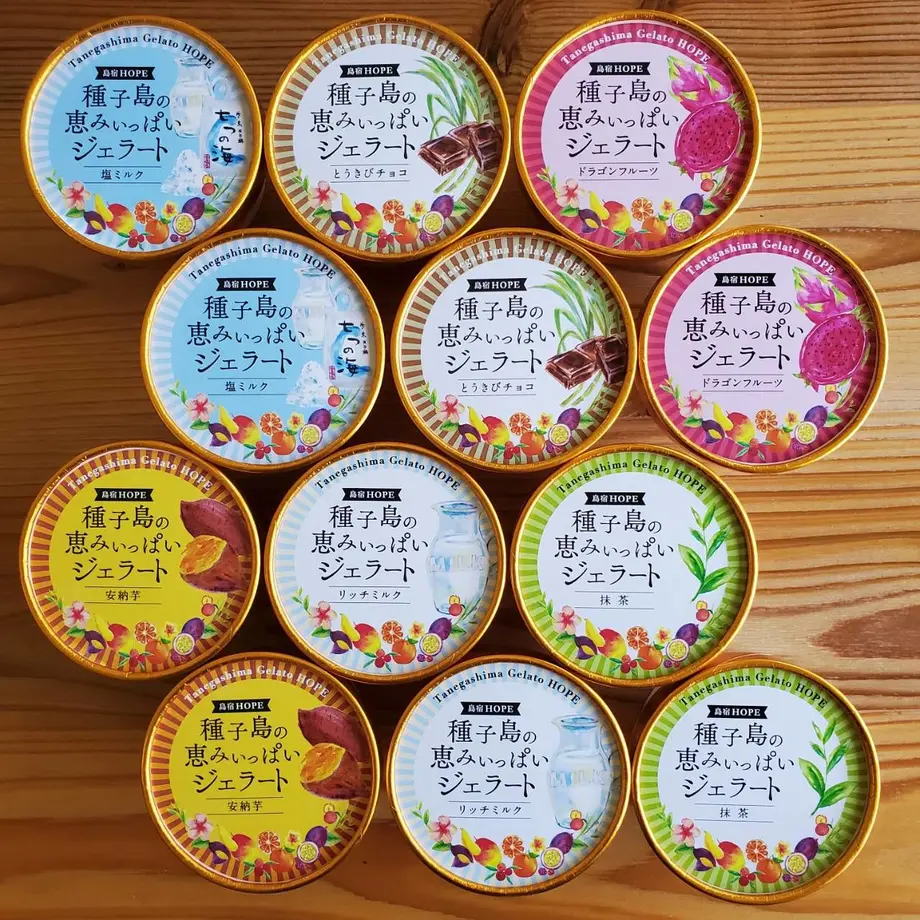 Tanegashima Gelato HOPE
島宿HOPE
種子島の
恵みいっぱい
ジェラート
塩ミルク
七つの海
Tanegashima Gelato HOPE
島宿HOPE
種子島の
恵みいっぱい
ジェラート
とうきびチョコ
Tanegashima Gelato HOPE
島宿HOPE
種子島の
恵みいっぱい
ジェラート
ドラゴンフルーツ
Tanegashima Gelato HOPE
島宿HOPE
種子島の
恵みいっぱい
ジェラート
塩ミルク
七つの海
Tanegashima Gelato HOPE
島宿HOPE
種子島の
恵みいっぱい
ジェラート
とうきびチョコ
Tanegashima Gelato HOPE
島宿HOPE
種子島の
恵みいっぱい
ジェラート
ドラゴンフルーツ
Tanegashima Gelato HOPE
島宿HOPE
種子島の
恵みいっぱい
ジェラート
安納芋
Tanegashima Gelato HOPE
島宿HOPE
種子島の
恵みいっぱい
ジェラート
リッチミルク
Tanegashima Gelato HOPE
島宿HOPE
種子島の
恵みいっぱい
ジェラート
抹茶
Tanegashima Gelato HOPE
島宿HOPE
種子島の
恵みいっぱい
ジェラート
安納芋
Tanegashima Gelato HOPE
島宿HOPE
種子島の
恵みいっぱい
ジェラート
リッチミルク
Tanegashima Gelato HOPE
島宿HOPE
種子島の
恵みいっぱい
ジェラート
抹茶